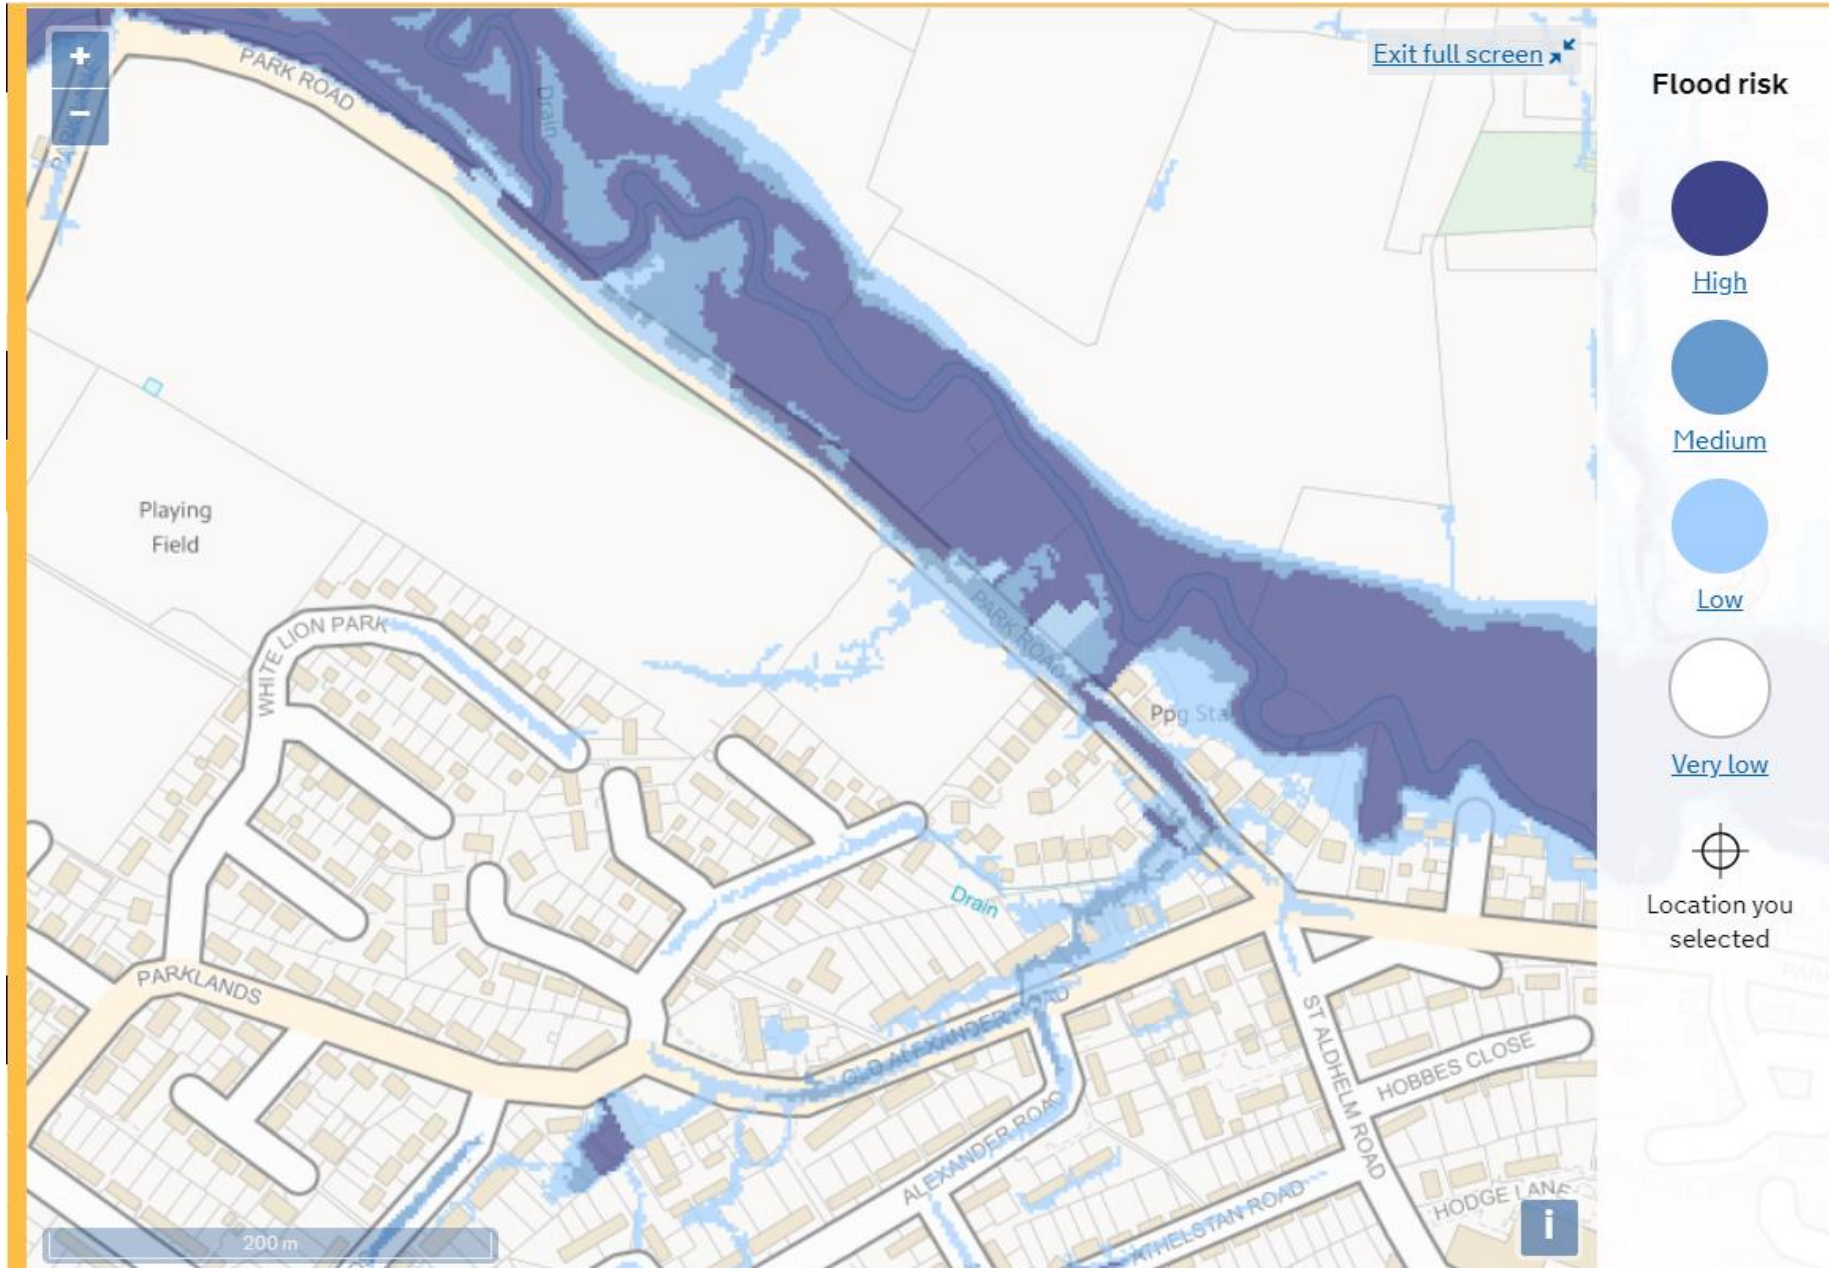 +
−
PARK ROAD
Drain
Exit full screen
Flood risk
High
Medium
Low
Very low
Location you
selected
Playing
Field
WHITE LION PARK
PARK ROAD
Ppg Sta
Drain
PARKLANDS
OLD ALEXANDER ROAD
ALEXANDER ROAD
ST ALDHELM ROAD
HOBBES CLOSE
ATHELSTAN ROAD
HODGE LANE
200 m
i